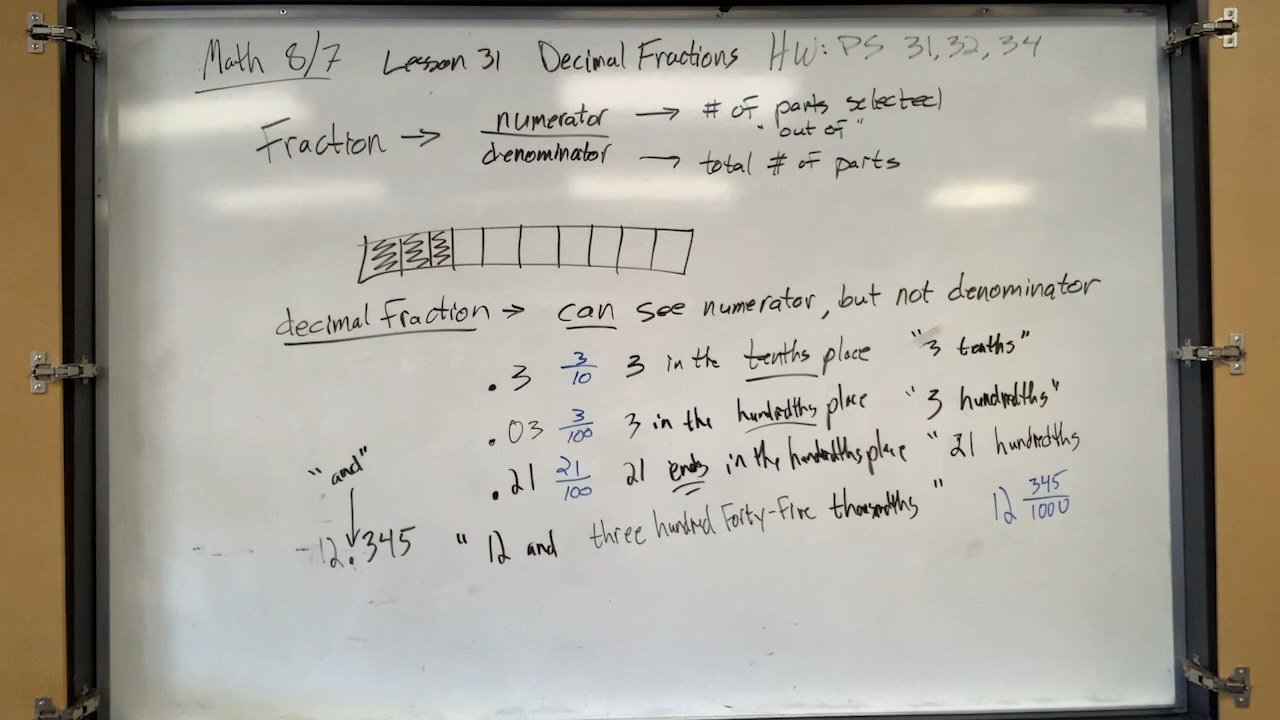 Math 8/7 Lesson 31 Decimal Fractions HW: PS 31, 32, 34
Fraction → numerator → # of parts selected
"out of"
denominator → total # of parts
decimal fraction → can see numerator, but not denominator
.3 3/10 3 in the tenths place "3 tenths"
.03 3/100 3 in the hundredths place "3 hundredths"
.21 21/100 21 ends in the hundredths place "21 hundredths
"and"
12.345 "12 and three hundred forty-five thousandths" 12 345/1000